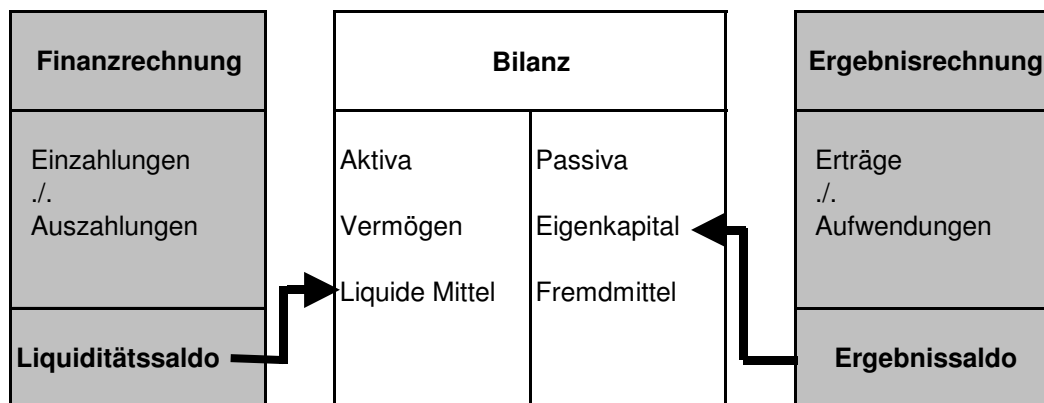 Finanzrechnung
Einzahlungen
./.
Auszahlungen
Liquiditätssaldo
Bilanz
Aktiva
Vermögen
Liquide Mittel
Passiva
Eigenkapital
Fremdmittel
Ergebnisrechnung
Erträge
./.
Aufwendungen
Ergebnissaldo